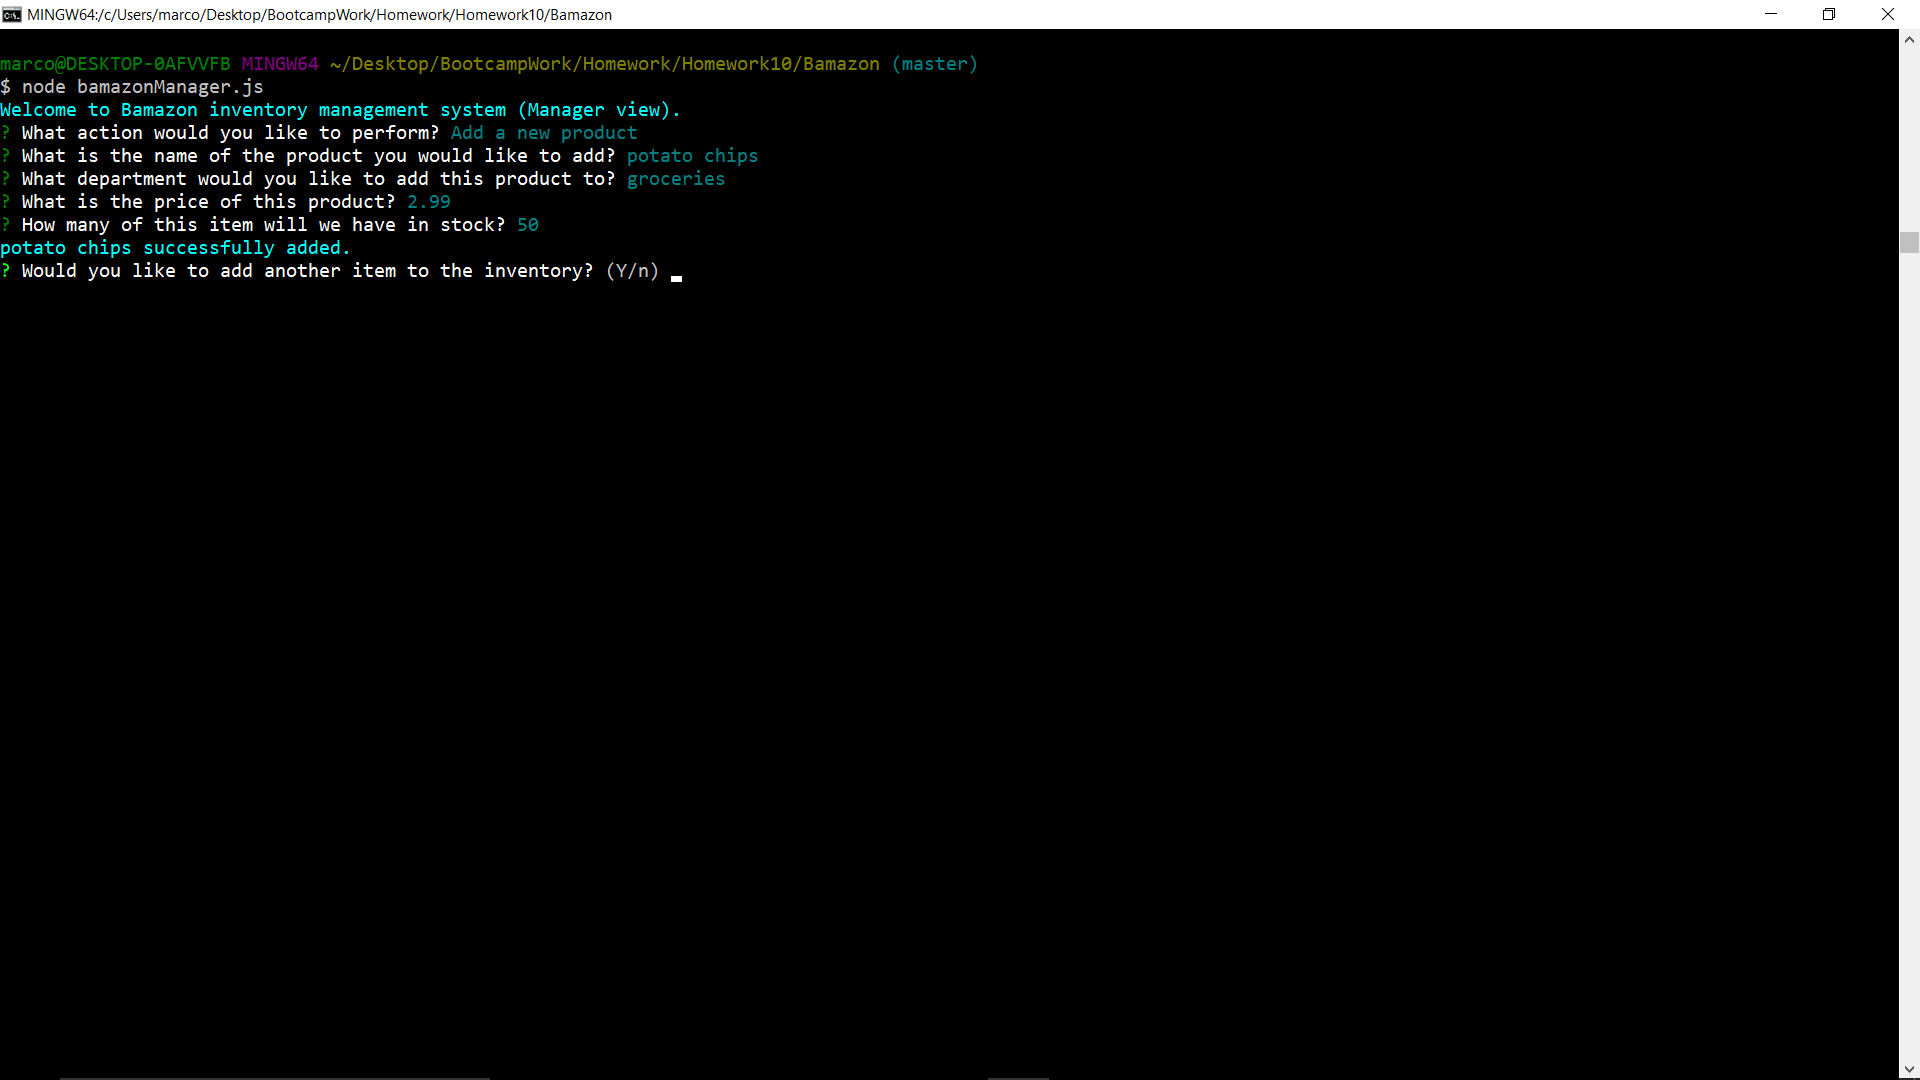 MINGW64:/c/Users/marco/Desktop/BootcampWork/Homework/Homework10/Bamazon
marco@DESKTOP-0AFVVFB MINGW64 ~/Desktop/BootcampWork/Homework/Homework10/Bamazon (master)
$ node bamazonManager.js
Welcome to Bamazon inventory management system (Manager view).
? What action would you like to perform? Add a new product
? What is the name of the product you would like to add? potato chips
? What department would you like to add this product to? groceries
? What is the price of this product? 2.99
? How many of this item will we have in stock? 50
potato chips successfully added.
? Would you like to add another item to the inventory? (Y/n)